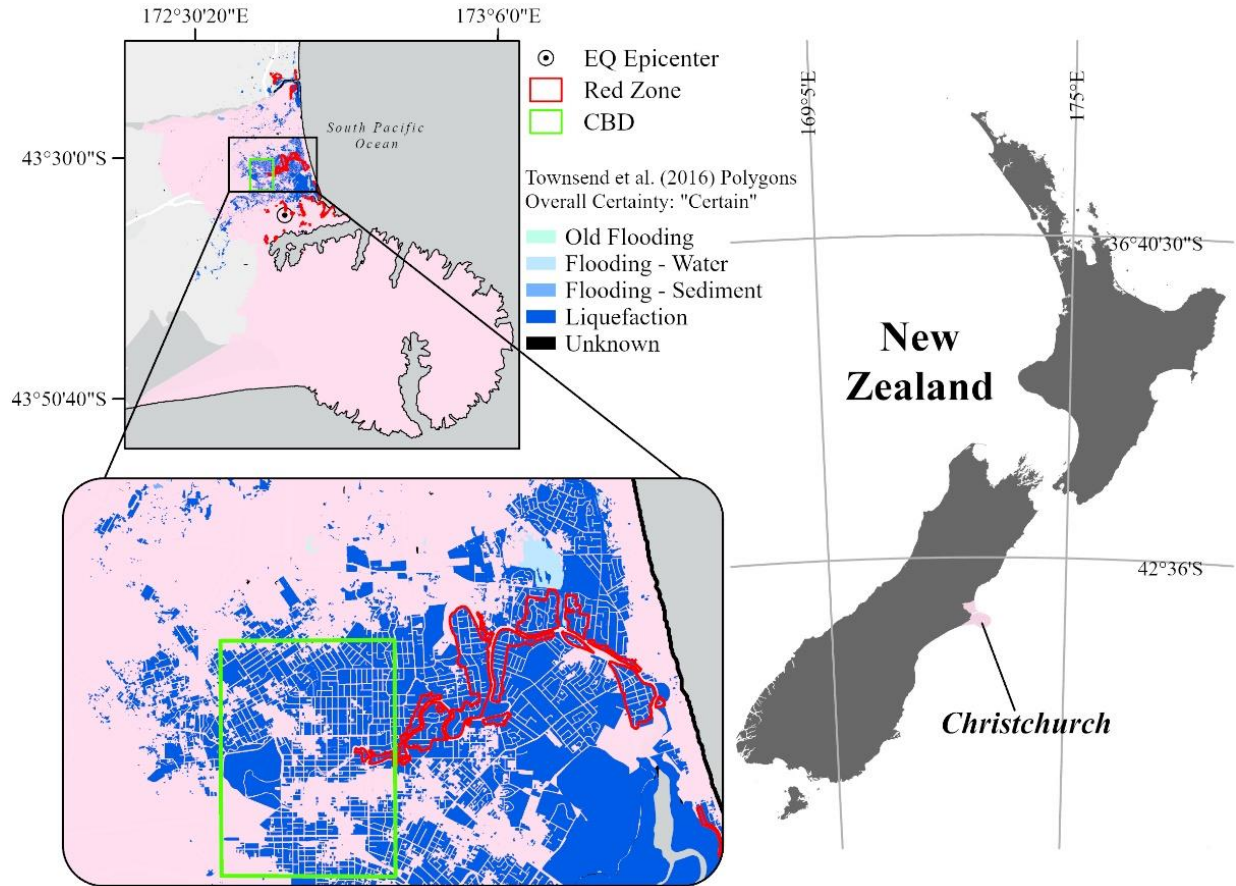 172°30'20"E
173°6'0"E
43°30'0"S
43°50'40"S
South Pacific
Ocean
EQ Epicenter
Red Zone
CBD
Townsend et al. (2016) Polygons
Overall Certainty: "Certain"
Old Flooding
Flooding - Water
Flooding - Sediment
Liquefaction
Unknown
169°5'E
175°E
36°40'30"S
New
Zealand
42°36'S
Christchurch